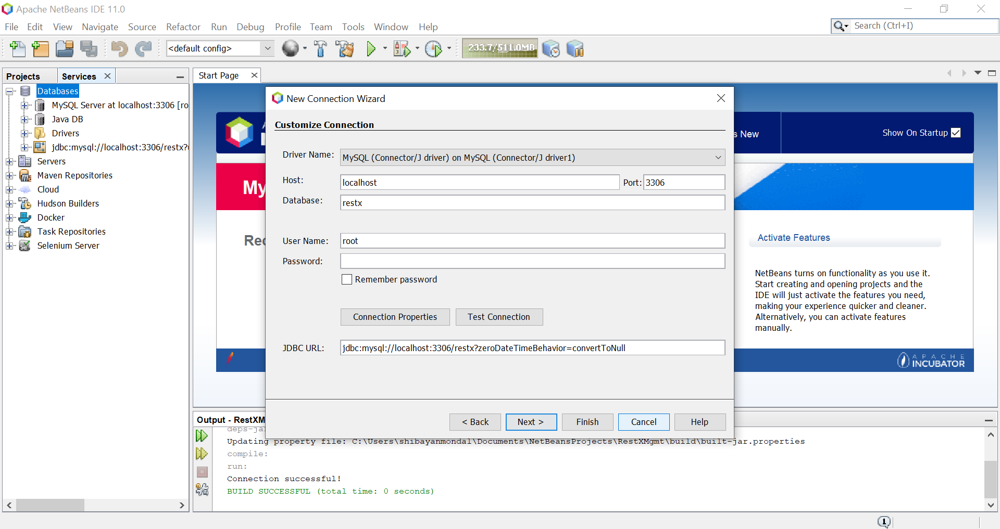 Apache NetBeans IDE 11.0
File Edit View Navigate Source Refactor Run Debug Profile Team Tools Window Help
Search (Ctrl+I)
<default config>
233.7/511.0MB
Projects
Services
Start Page
Databases
MySQL Server at localhost:3306 [ro
Java DB
Drivers
jdbc:mysql://localhost:3306/restx?
Servers
Maven Repositories
Cloud
Hudson Builders
Docker
Task Repositories
Selenium Server
s New
Show On Startup
My
Rec
Activate Features
NetBeans turns on functionality as you use it.
Start creating and opening projects and the
IDE will just activate the features you need,
making your experience quicker and cleaner.
Alternatively, you can activate features
manually.
APACHE
INCUBATOR
New Connection Wizard
Customize Connection
Driver Name: MySQL (Connector/J driver) on MySQL (Connector/J driver1)
Host: localhost Port: 3306
Database: restx
User Name: root
Password:
Remember password
Connection Properties Test Connection
JDBC URL: jdbc:mysql://localhost:3306/restx?zeroDateTimeBehavior=convertToNull
< Back Next > Finish Cancel Help
Output - RestXM
deps-jar
Updating property file: C:\Users\shibayanmondal\Documents\NetBeansProjects\RestXMgmt\build\built-jar.properties
compile:
run:
Connection successful!
BUILD SUCCESSFUL (total time: 0 seconds)
1